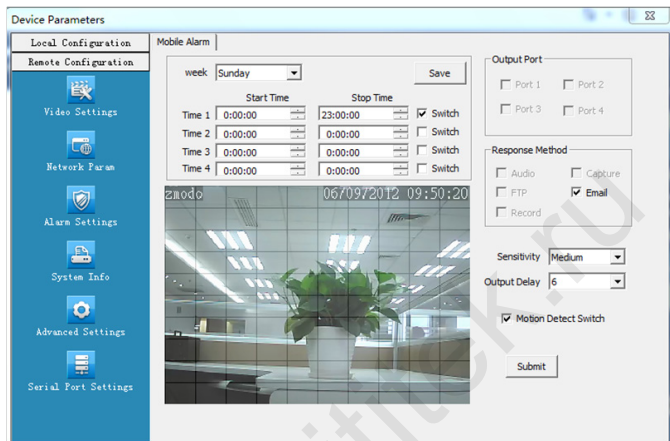 Device Parameters
Local Configuration
Remote Configuration
Video Settings
Network Param
Alarm Settings
System Info
Advanced Settings
Serial Port Settings
Mobile Alarm
week Sunday Save
Start Time Stop Time
Time 1 0:00:00 23:00:00 Switch
Time 2 0:00:00 0:00:00 Switch
Time 3 0:00:00 0:00:00 Switch
Time 4 0:00:00 0:00:00 Switch
zmodo 06/09/2012 09:50:20
Output Port
Port 1 Port 2
Port 3 Port 4
Response Method
Audio Capture
FTP Email
Record
Sensitivity Medium
Output Delay 6
Motion Detect Switch
Submit